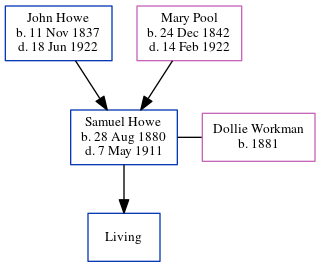 John Howe
b. 11 Nov 1837
d. 18 Jun 1922
Mary Pool
b. 24 Dec 1842
d. 14 Feb 1922
Samuel Howe
b. 28 Aug 1880
d. 7 May 1911
Dollie Workman
b. 1881
Living